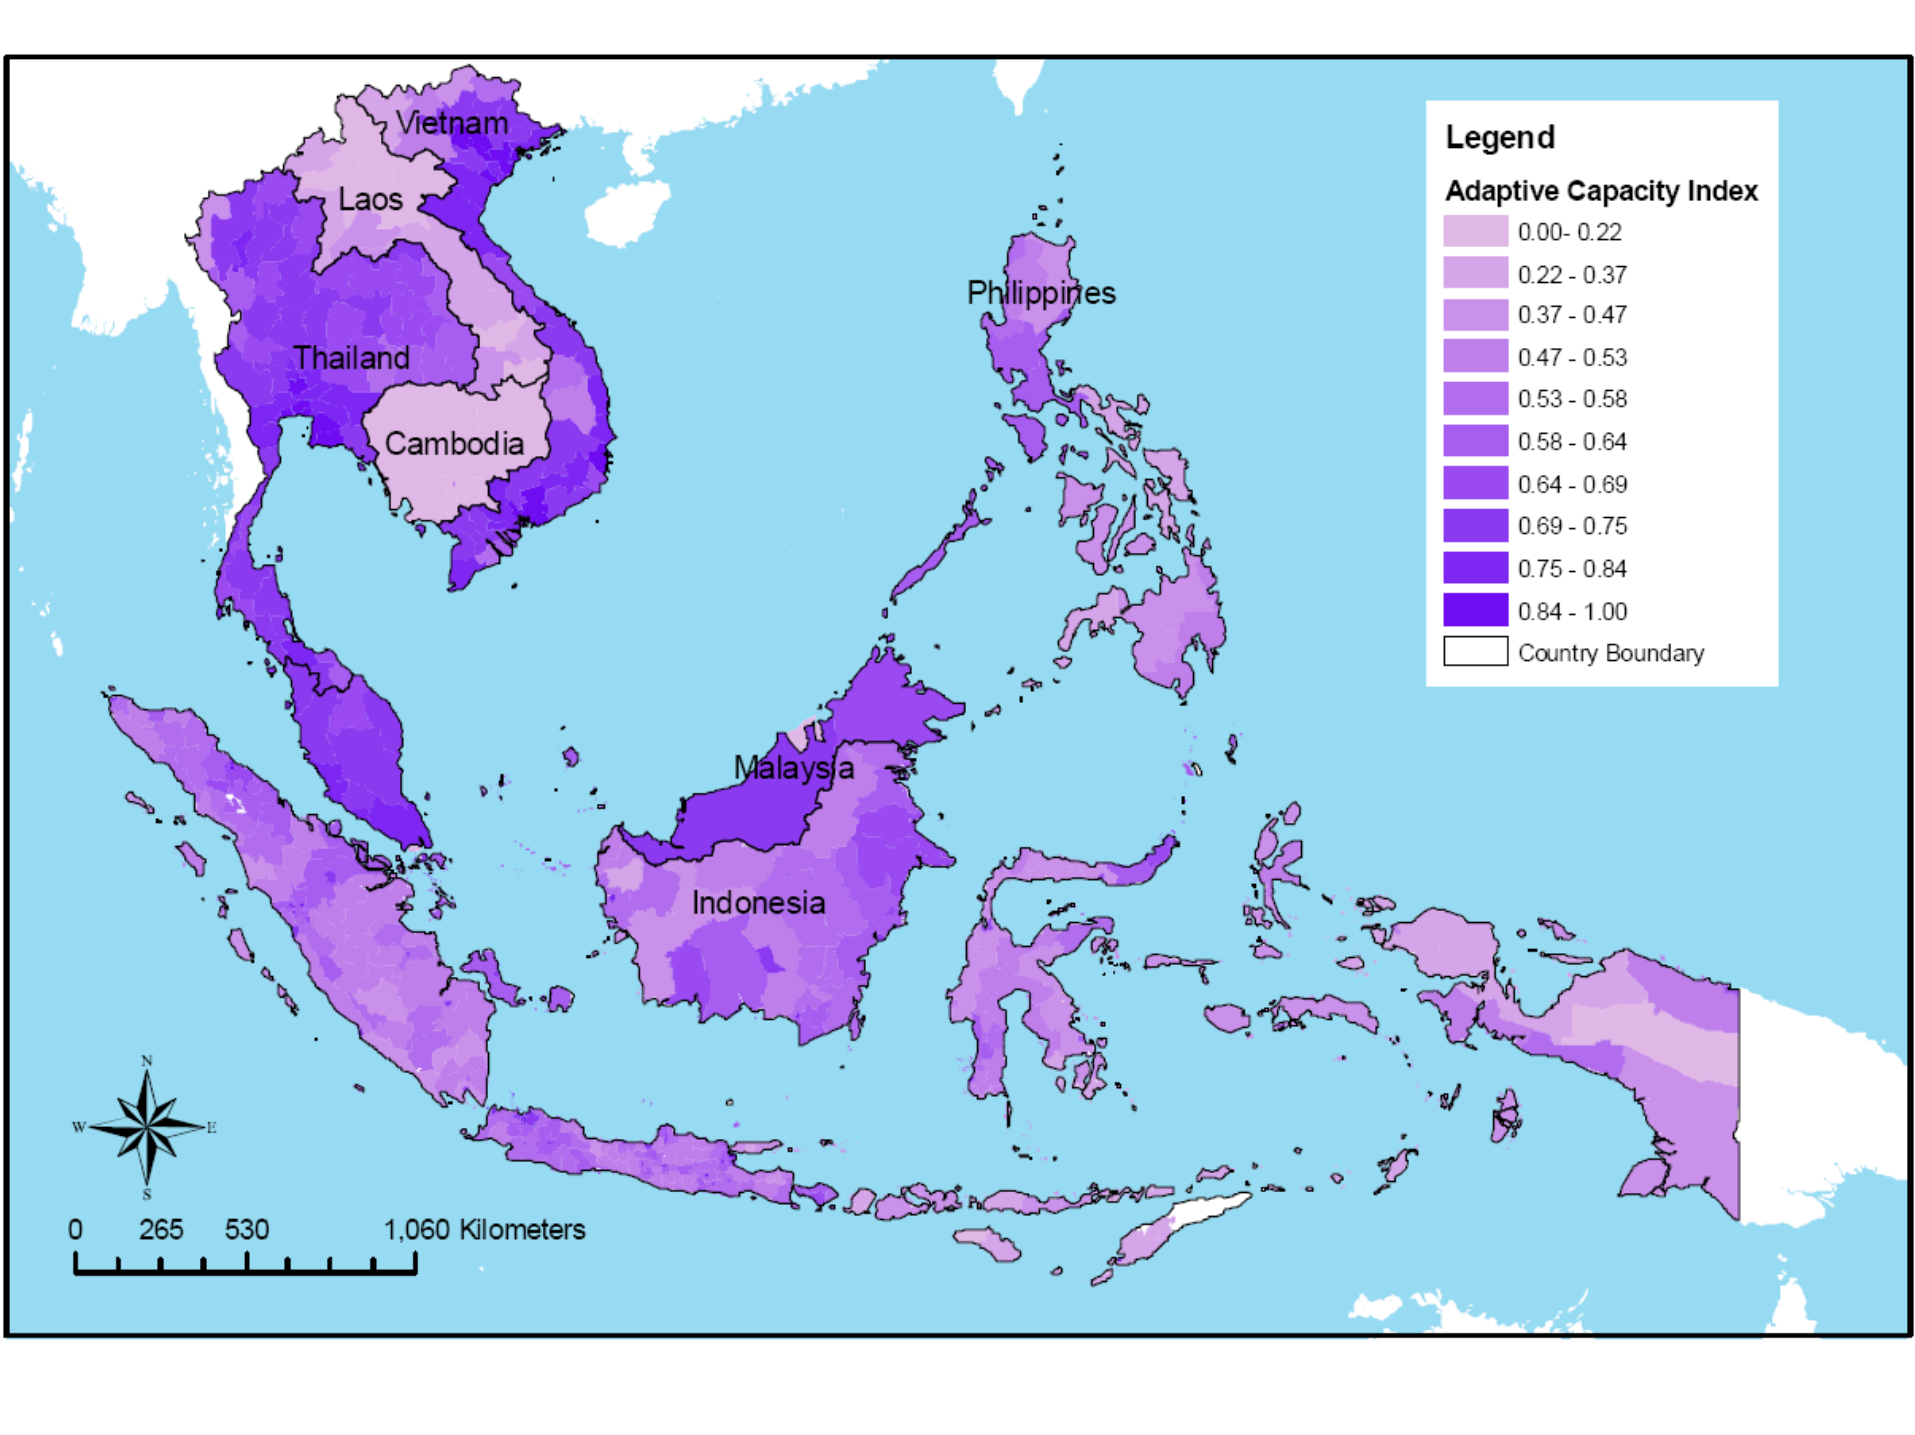 Vietnam
Laos
Thailand
Cambodia
Philippines
Malaysia
Indonesia
Legend
Adaptive Capacity Index
0.00- 0.22
0.22 - 0.37
0.37 - 0.47
0.47 - 0.53
0.53 - 0.58
0.58 - 0.64
0.64 - 0.69
0.69 - 0.75
0.75 - 0.84
0.84 - 1.00
Country Boundary
N
W E
S
0 265 530 1,060 Kilometers